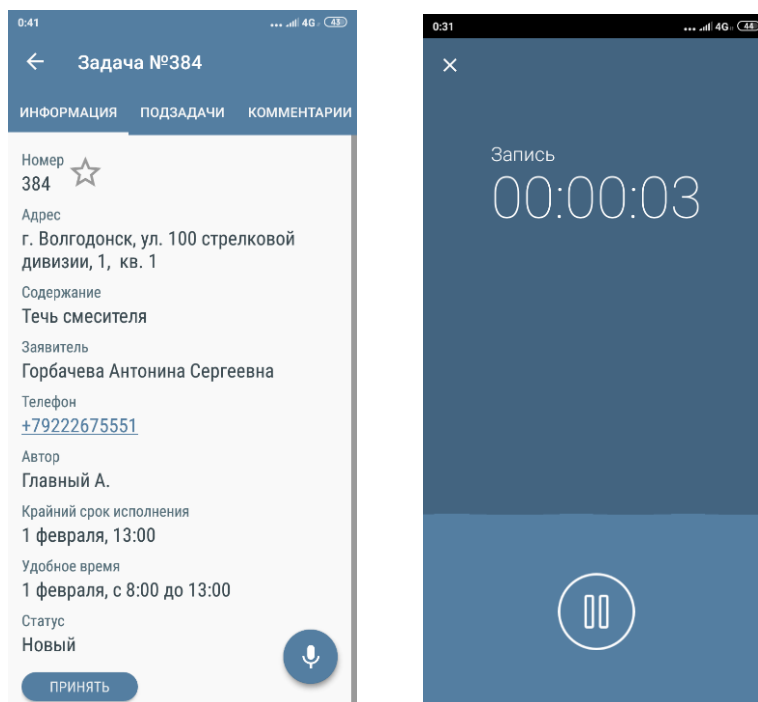 0:41
4G 43
Задача №384
ИНФОРМАЦИЯ ПОДЗАДАЧИ КОММЕНТАРИИ
Номер
384
Адрес
г. Волгодонск, ул. 100 стрелковой
дивизии, 1, кв. 1
Содержание
Течь смесителя
Заявитель
Горбачева Антонина Сергеевна
Телефон
+79222675551
Автор
Главный А.
Крайний срок исполнения
1 февраля, 13:00
Удобное время
1 февраля, с 8:00 до 13:00
Статус
Новый
ПРИНЯТЬ
0:31
4G 44
Запись
00:00:03